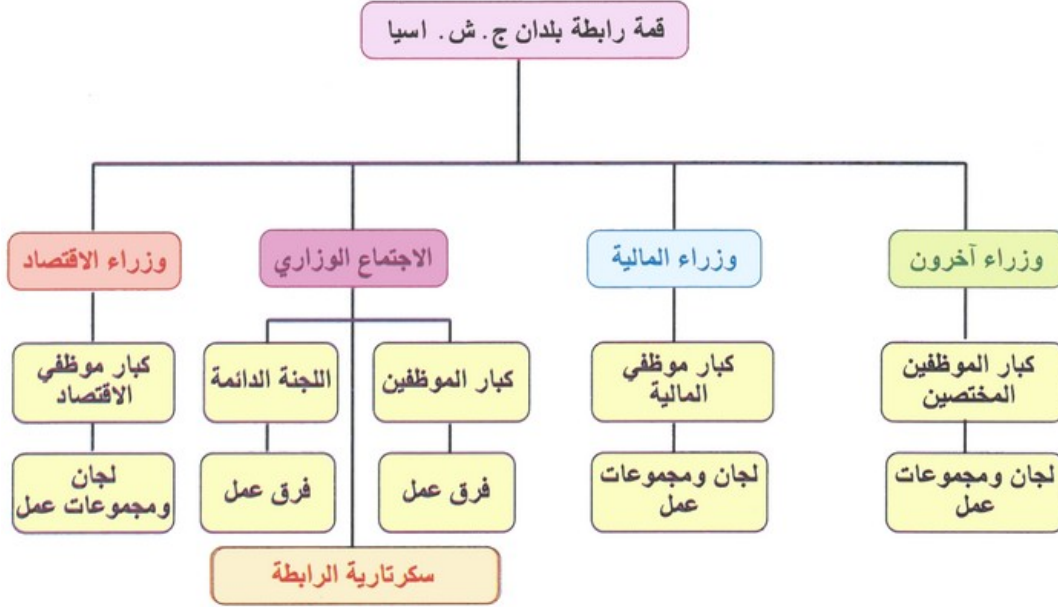 قمة رابطة بلدان ج. ش. اسيا
وزراء آخرون
وزراء المالية
الاجتماع الوزاري
وزراء الاقتصاد
كبار الموظفين
المختصين
كبار موظفي
المالية
كبار الموظفين
اللجنة الدائمة
كبار موظفي
الاقتصاد
لجان ومجموعات
عمل
لجان ومجموعات
عمل
فرق عمل
فرق عمل
لجان
ومجموعات عمل
سكرتارية الرابطة